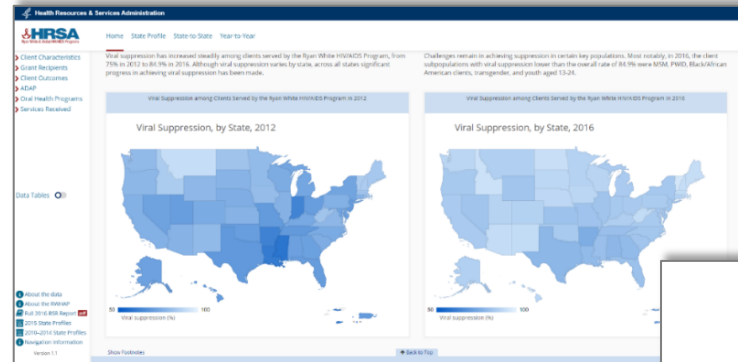 Health Resources & Services Administration
HRSA
Ryan White HIV/AIDS Program
Home State Profile State-to-State Year-to-Year
Client Characteristics
Grant Recipients
Client Outcomes
ADAP
Oral Health Programs
Services Received
Data Tables
About the data
About the RWHAP
Full 2016 RSR Report
2015 State Profiles
2010-2014 State Profiles
Navigation Information
Version 1.1
Viral suppression has increased steadily among clients served by the Ryan White HIV/AIDS Program, from
75% in 2012 to 84.9% in 2016. Although viral suppression varies by state, across all states significant
progress in achieving viral suppression has been made.
Viral Suppression among Clients Served by the Ryan White HIV/AIDS Program in 2012
Viral Suppression, by State, 2012
50 100
Viral suppression (%)
Show Footnotes
Challenges remain in achieving suppression in certain key populations. Most notably, in 2016, the client
subpopulations with viral suppression lower than the overall rate of 84.9% were MSM, PWID, Black/African
American clients, transgender, and youth aged 13-24.
Viral Suppression among Clients Served by the Ryan White HIV/AIDS Program in 2016
Viral Suppression, by State, 2016
50 100
Viral suppression (%)
Back to Top